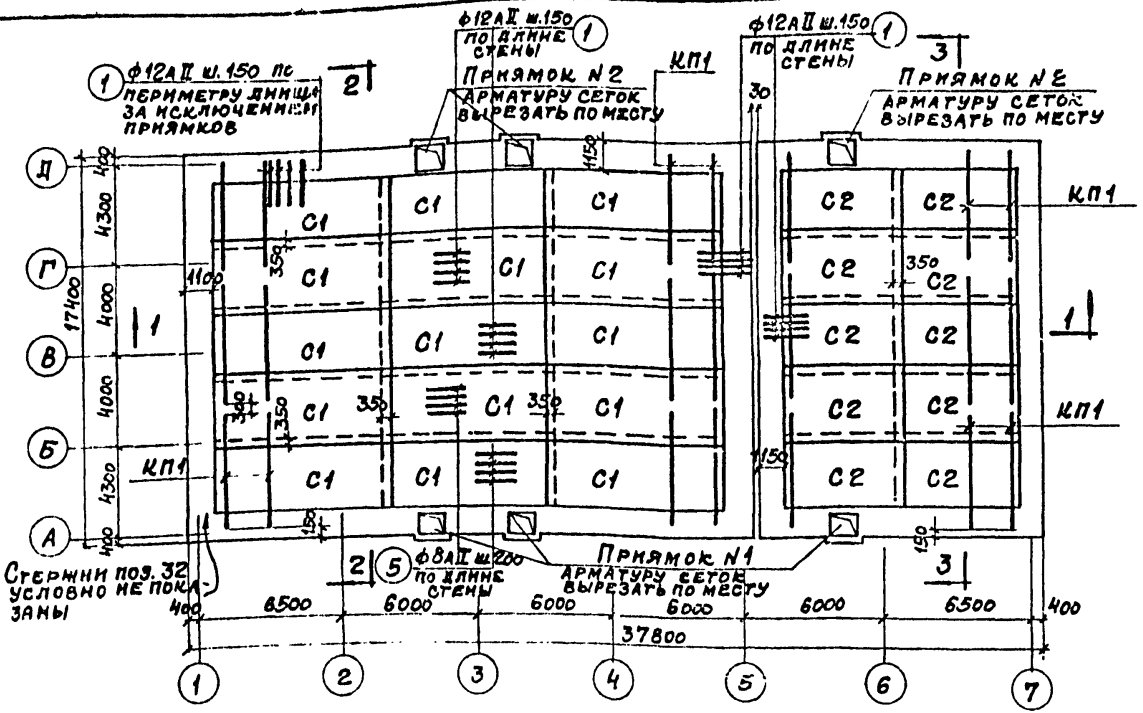 ф12АⅡ ш.150
по длине
стены
1
ф12АⅡ ш.150
по длине
стены
1
3
1
ф12АⅡ ш.150 по
периметру днища
за исключением
приямков
2
Приямок N2
арматуру сеток
вырезать по месту
КП1
30
Приямок N2
арматуру сеток
вырезать по месту
Д
400
1150
4300
С1
С1
С1
С2
С2
КП1
Г
1100
350
С1
С1
С1
С2
350
С2
17400
4000
1
1
В
С1
С1
С1
С2
С2
4000
300
350
С1
350
С1
350
С1
С2
С2
КП1
Б
КП1
4300
С1
С1
С1
1150
С2
С2
А
400
150
150
Стержни поз. 32
условно не пока-
заны
2
5
ф8АⅡ ш.200
по длине
стены
Приямок N1
арматуру сеток
вырезать по месту
3
400
6500
6000
6000
6000
6000
6500
400
37800
1
2
3
4
5
6
7